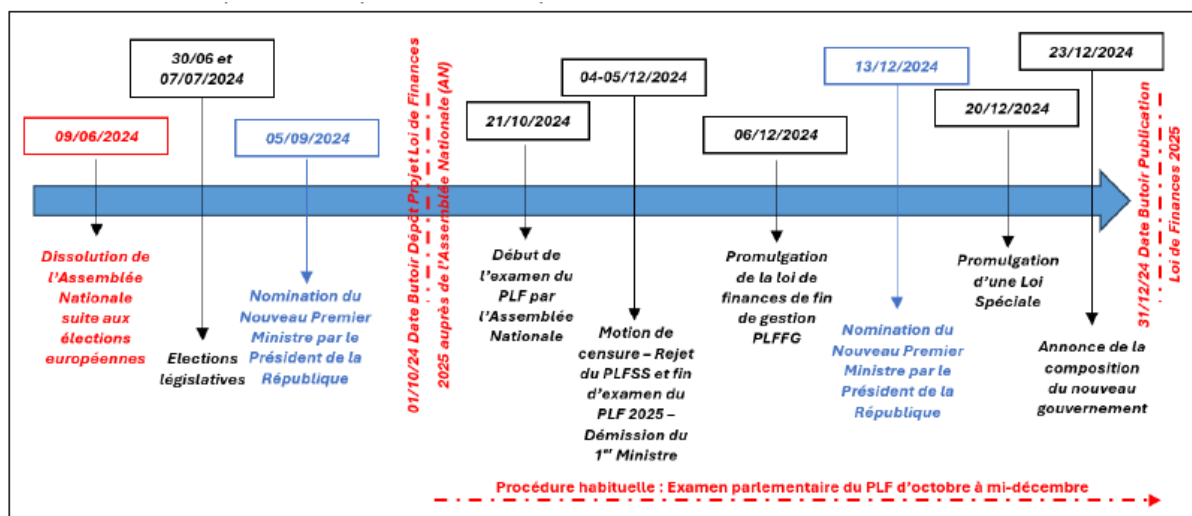 09/06/2024
Dissolution de
l'Assemblée
Nationale
suite aux
élections
européennes
30/06 et
07/07/2024
Elections
législatives
05/09/2024
Nomination du
Nouveau Premier
Ministre par le
Président de la
République
01/10/24 Date Butoir Dépôt Projet Loi de Finances
2025 auprès de l'Assemblée Nationale (AN)
21/10/2024
Début de
l'examen du
PLF par
l'Assemblée
Nationale
04-05/12/2024
Motion de
censure – Rejet
du PLFSS et fin
d'examen du
PLF 2025 –
Démission du
1er Ministre
06/12/2024
Promulgation
de la loi de
finances de fin
de gestion
PLFFG
13/12/2024
Nomination du
Nouveau Premier
Ministre par le
Président de la
République
20/12/2024
Promulgation
d'une Loi
Spéciale
23/12/2024
Annonce de la
composition du
nouveau
gouvernement
31/12/24 Date Butoir Publication
Loi de Finances 2025
Procédure habituelle : Examen parlementaire du PLF d'octobre à mi-décembre